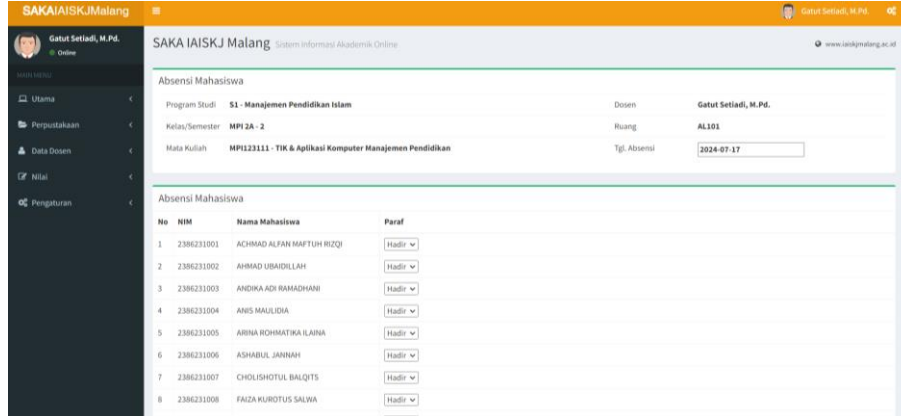 SAKAIAISKJMalang
Gatut Setiadi, M.Pd.
Gatut Setiadi, M.Pd.
Online
SAKA IAISKJ Malang Sistem Informasi Akademik Online
www.iaiskjmalang.ac.id
MAIN MENU
Utama
Perpustakaan
Data Dosen
Nilai
Pengaturan
Absensi Mahasiswa
Program Studi S1 - Manajemen Pendidikan Islam Dosen Gatut Setiadi, M.Pd.
Kelas/Semester MPI 2A - 2 Ruang AL101
Mata Kuliah MPI123111 - TIK & Aplikasi Komputer Manajemen Pendidikan Tgl. Absensi 2024-07-17
Absensi Mahasiswa
No NIM Nama Mahasiswa Paraf
1 2386231001 ACHMAD ALFAN MAFTUH RIZQI Hadir
2 2386231002 AHMAD UBAIDILLAH Hadir
3 2386231003 ANDIKA ADI RAMADHANI Hadir
4 2386231004 ANIS MAULIDIA Hadir
5 2386231005 ARINA ROHMATIKA ILAINA Hadir
6 2386231006 ASHABUL JANNAH Hadir
7 2386231007 CHOLISHOTUL BALQITS Hadir
8 2386231008 FAIZA KUROTUS SALWA Hadir